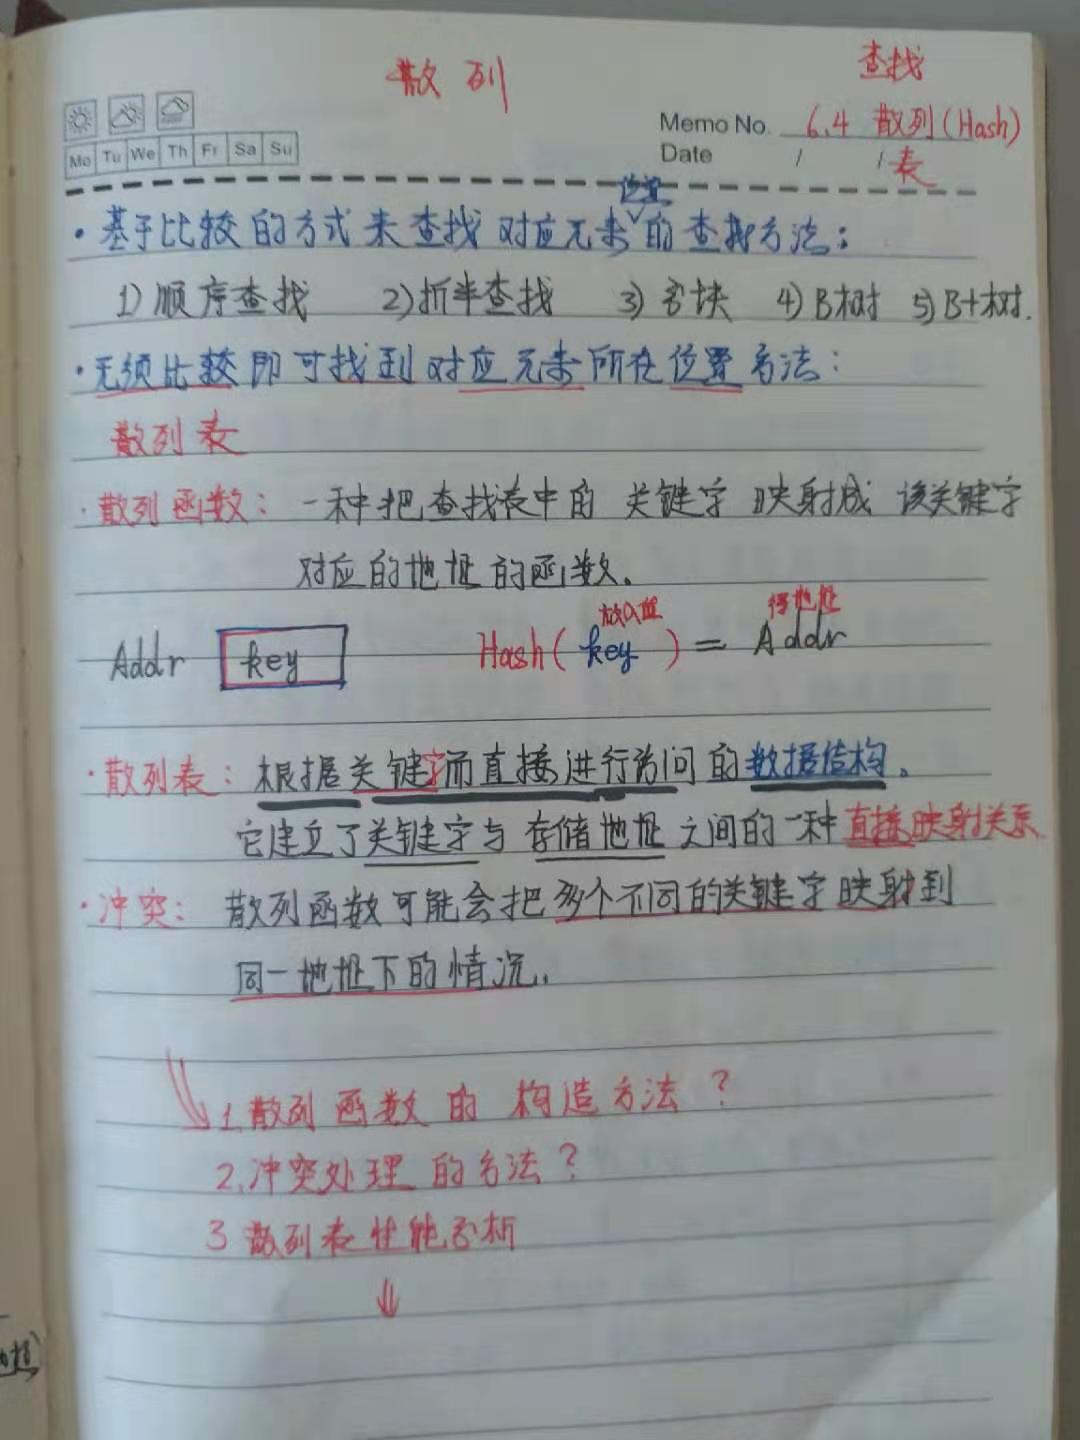 查找
散列
Memo No. 6.4 散列(Hash)
Mo Tu We Th Fr Sa Su
Date / / 表
位置
·基于比较的方式来查找对应元素的查找方法：
1)顺序查找 2)折半查找 3)分块 4)B树 5)B+树.
·无须比较即可找到对应元素所在位置方法：
散列表
·散列函数：一种把查找表中的关键字映射成该关键字
对应的地址的函数。
放入值 得地址
Addr key Hash(key)=Addr
·散列表：根据关键字而直接进行访问的数据结构。
它建立了关键字与存储地址之间的一种直接映射关系
·冲突：散列函数可能会把多个不同的关键字映射到
同一地址下的情况.
1.散列函数的构造方法？
2.冲突处理的方法？
3 散列表性能分析